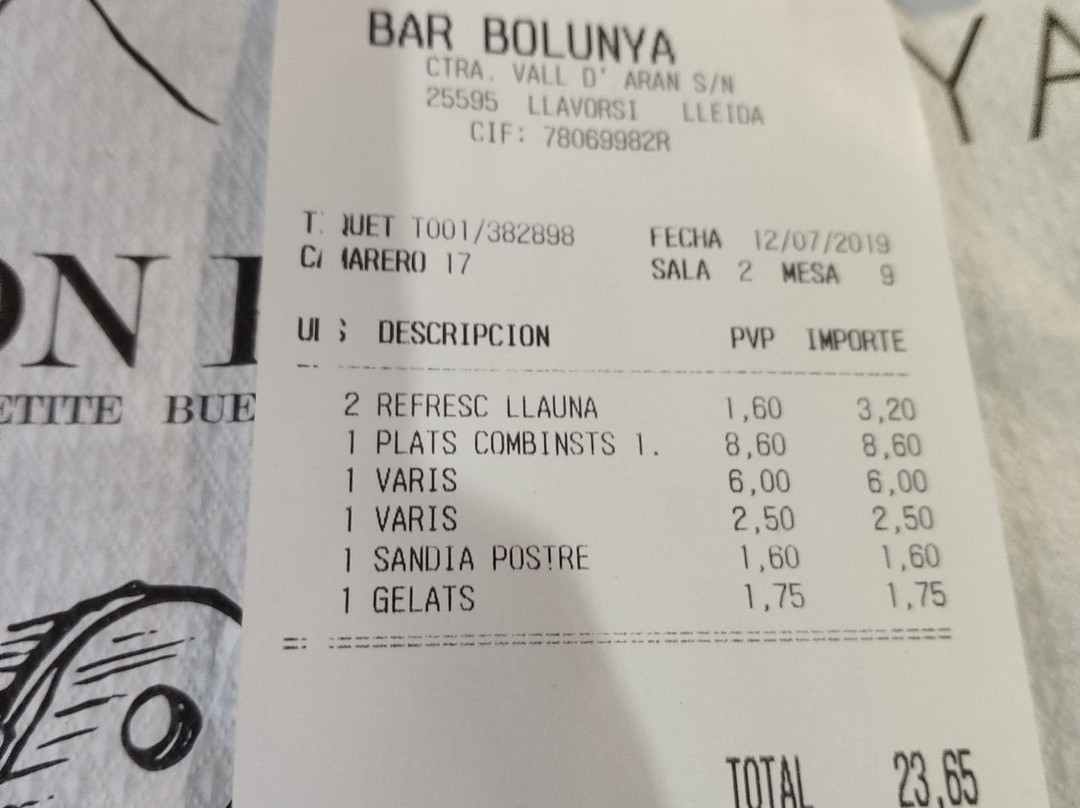 BAR BOLUNYA
CTRA. VALL D' ARAN S/N
25595 LLAVORSI LLEIDA
CIF: 78069982R
T QUET T001/382898 FECHA 12/07/2019
CAMARERO 17 SALA 2 MESA 9
DESCRIPCION PVP IMPORTE
2 REFRESC LLAUNA 1,60 3,20
1 PLATS COMBINSTS 1. 8,60 8,60
1 VARIS 6,00 6,00
1 VARIS 2,50 2,50
1 SANDIA POSTRE 1,60 1,60
1 GELATS 1,75 1,75
TOTAL 23,65
YA
ON
ETITE BUE